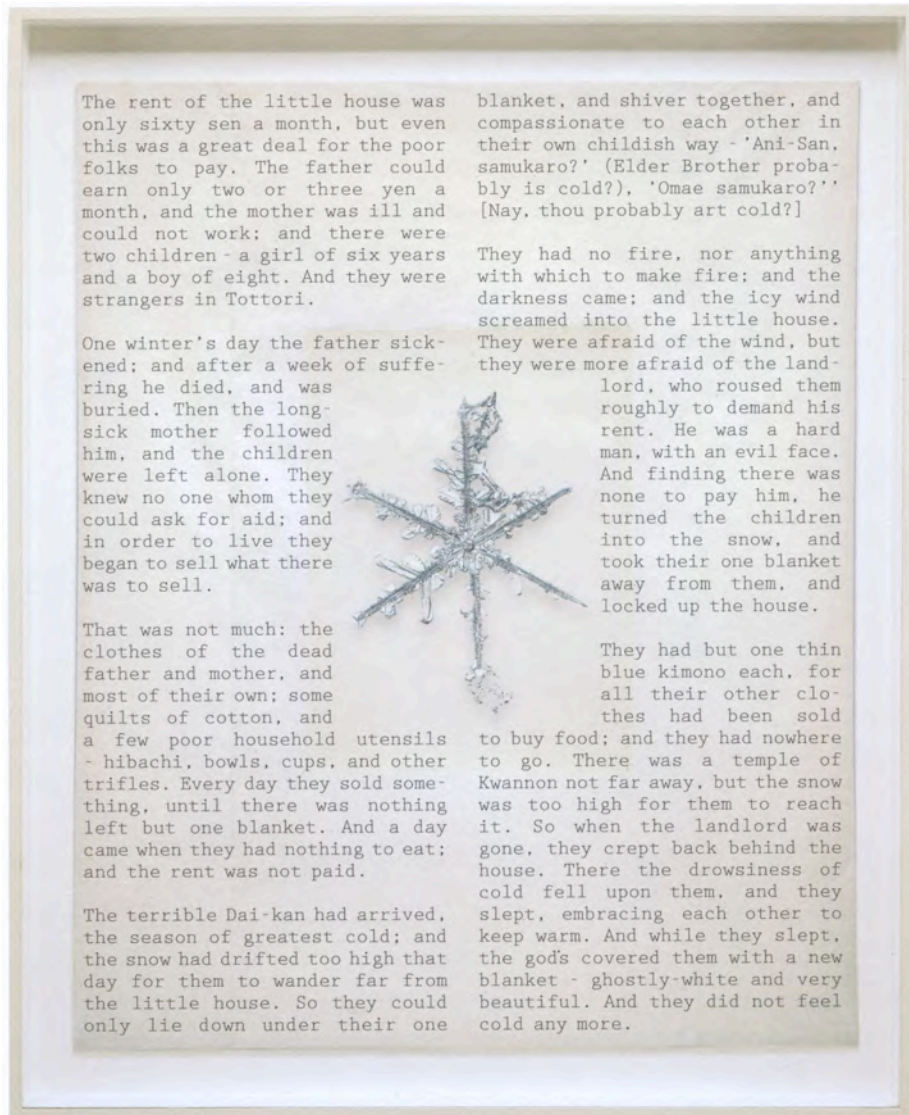 The rent of the little house was
only sixty sen a month, but even
this was a great deal for the poor
folks to pay. The father could
earn only two or three yen a
month, and the mother was ill and
could not work; and there were
two children - a girl of six years
and a boy of eight. And they were
strangers in Tottori.
One winter's day the father sick-
ened; and after a week of suffe-
ring he died, and was
buried. Then the long-
sick mother followed
him, and the children
were left alone. They
knew no one whom they
could ask for aid; and
in order to live they
began to sell what there
was to sell.
That was not much: the
clothes of the dead
father and mother, and
most of their own; some
quilts of cotton, and
a few poor household utensils
- hibachi, bowls, cups, and other
trifles. Every day they sold some-
thing, until there was nothing
left but one blanket. And a day
came when they had nothing to eat;
and the rent was not paid.
The terrible Dai-kan had arrived,
the season of greatest cold; and
the snow had drifted too high that
day for them to wander far from
the little house. So they could
only lie down under their one
blanket, and shiver together, and
compassionate to each other in
their own childish way - 'Ani-San,
samukaro?' (Elder Brother proba-
bly is cold?), 'Omae samukaro?''
[Nay, thou probably art cold?]
They had no fire, nor anything
with which to make fire; and the
darkness came; and the icy wind
screamed into the little house.
They were afraid of the wind, but
they were more afraid of the land-
lord, who roused them
roughly to demand his
rent. He was a hard
man, with an evil face.
And finding there was
none to pay him, he
turned the children
into the snow, and
took their one blanket
away from them, and
locked up the house.
They had but one thin
blue kimono each, for
all their other clo-
thes had been sold
to buy food; and they had nowhere
to go. There was a temple of
Kwannon not far away, but the snow
was too high for them to reach
it. So when the landlord was
gone, they crept back behind the
house. There the drowsiness of
cold fell upon them, and they
slept, embracing each other to
keep warm. And while they slept,
the gods covered them with a new
blanket - ghostly-white and very
beautiful. And they did not feel
cold any more.